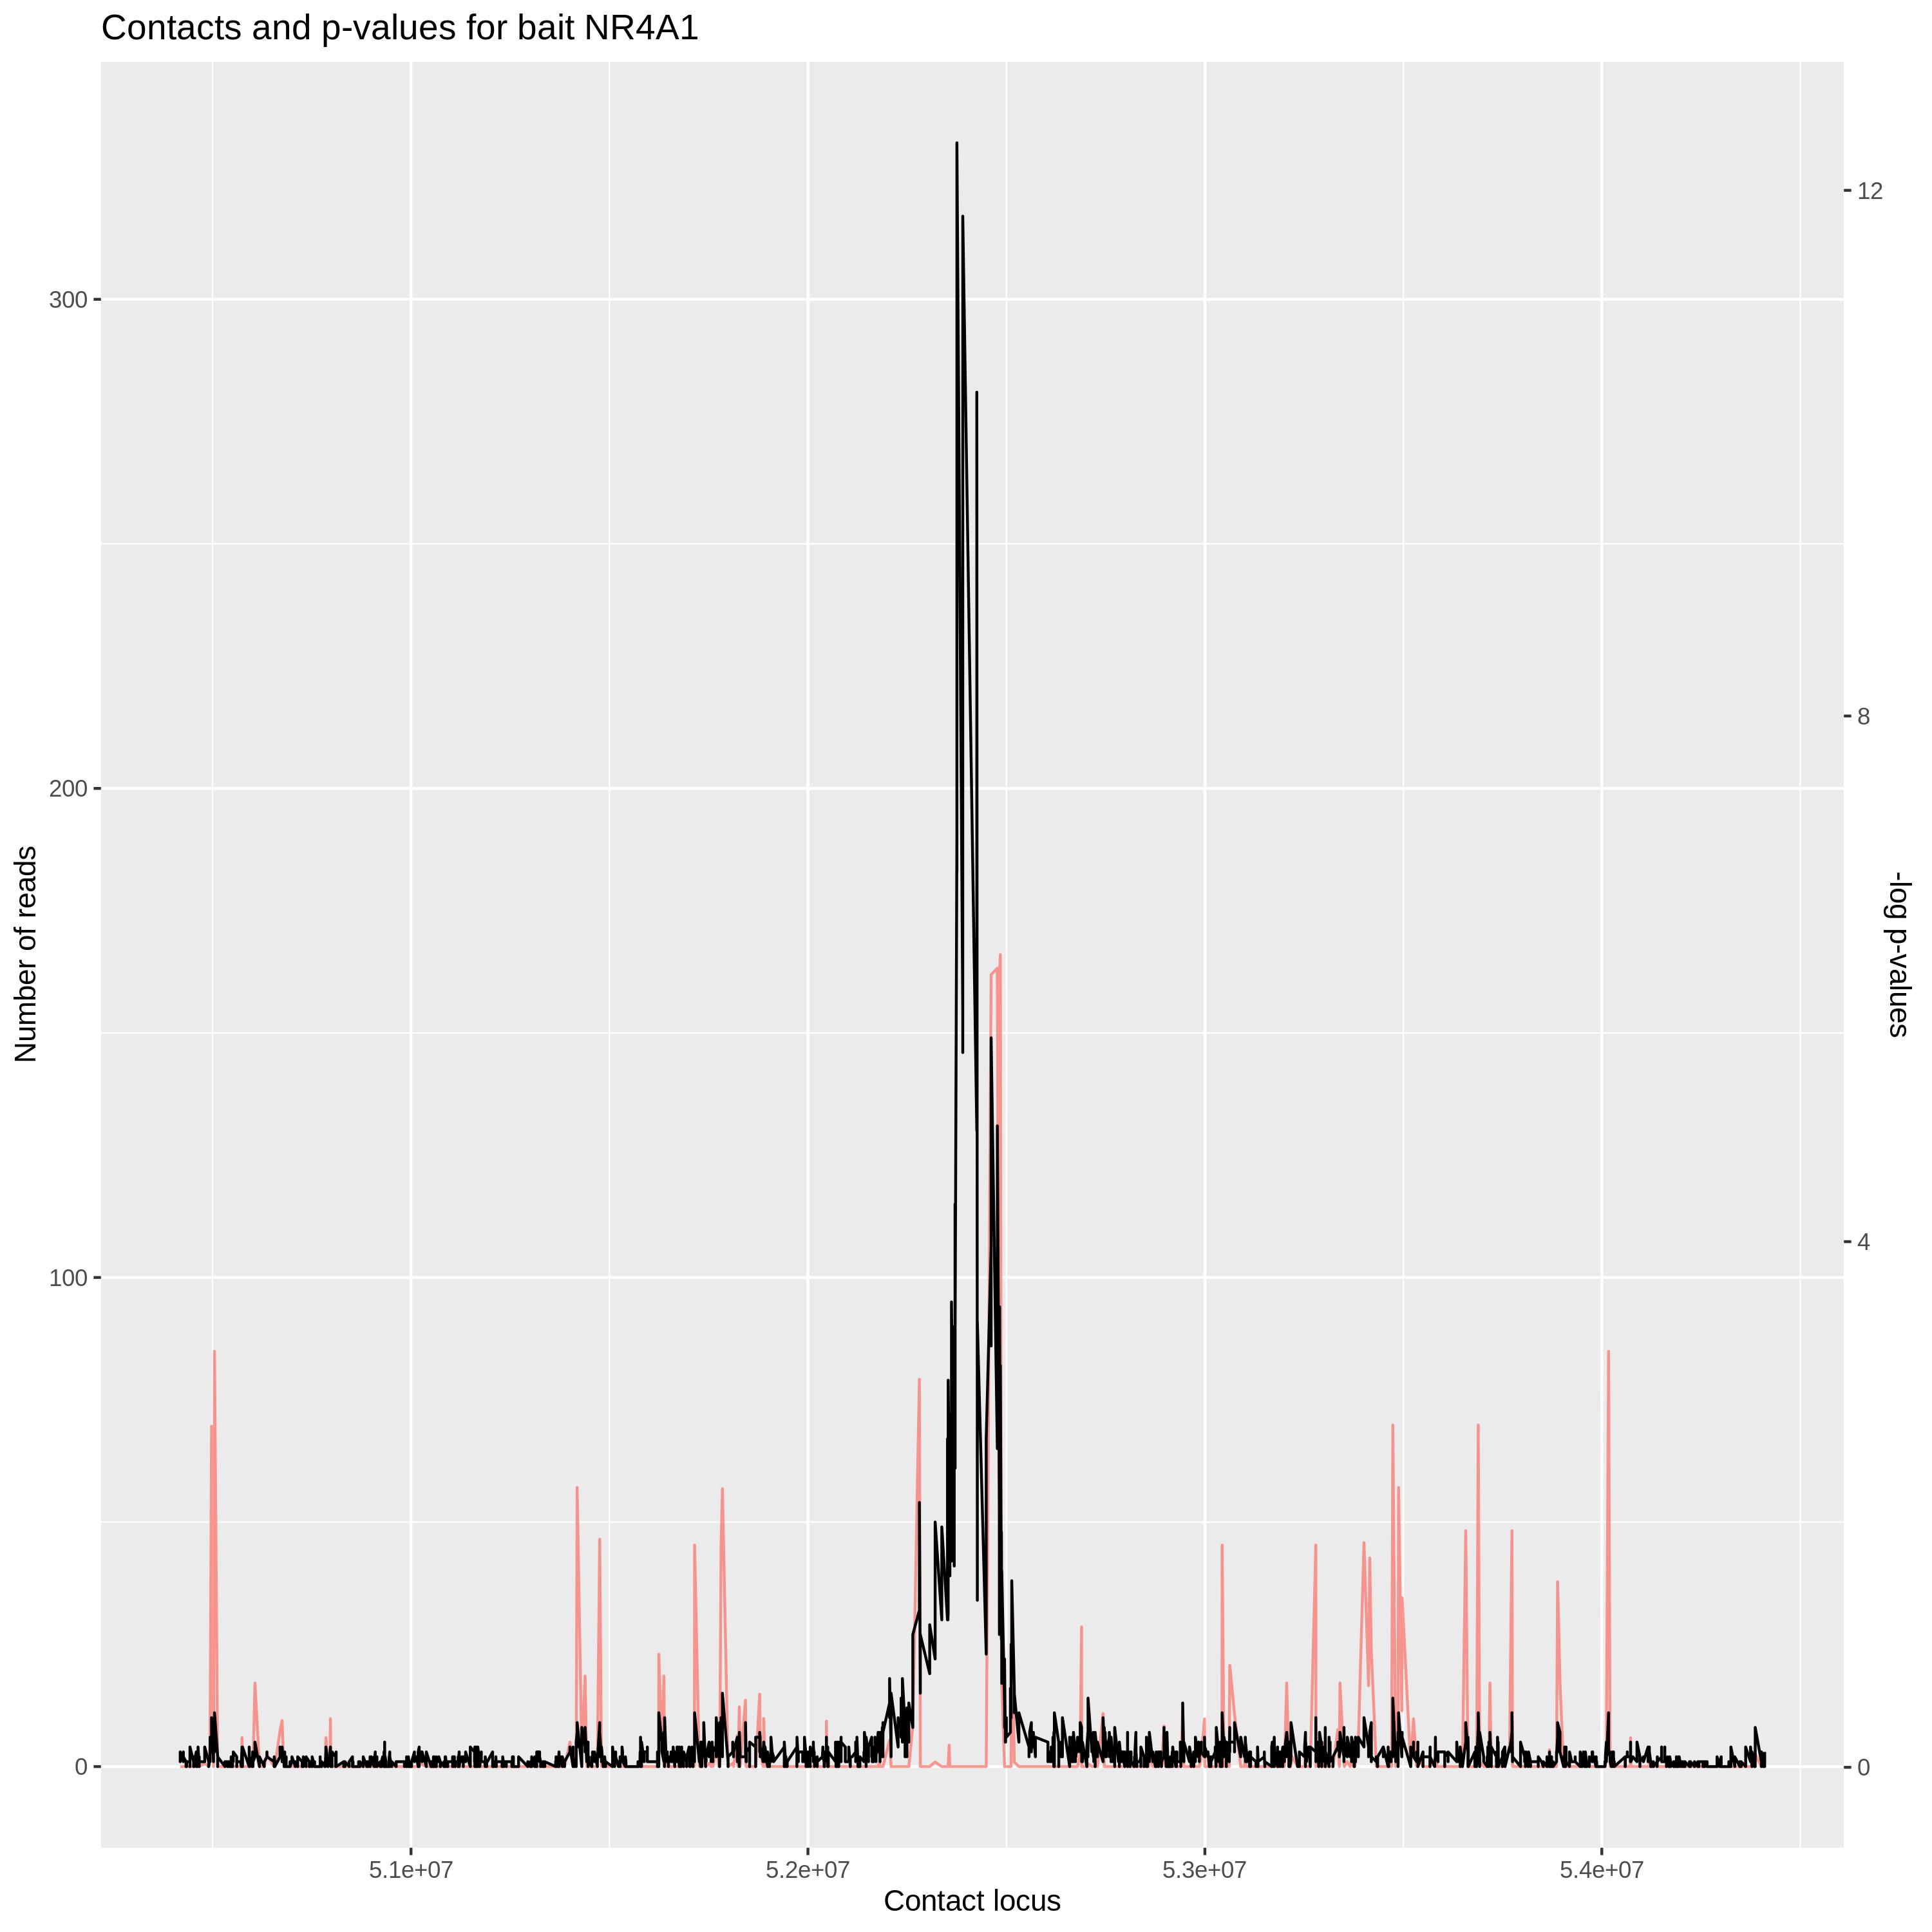 Contacts and p-values for bait NR4A1
12
300
8
200
Number of reads
-log p-values
4
100
0
0
5.1e+07
5.2e+07
5.3e+07
5.4e+07
Contact locus